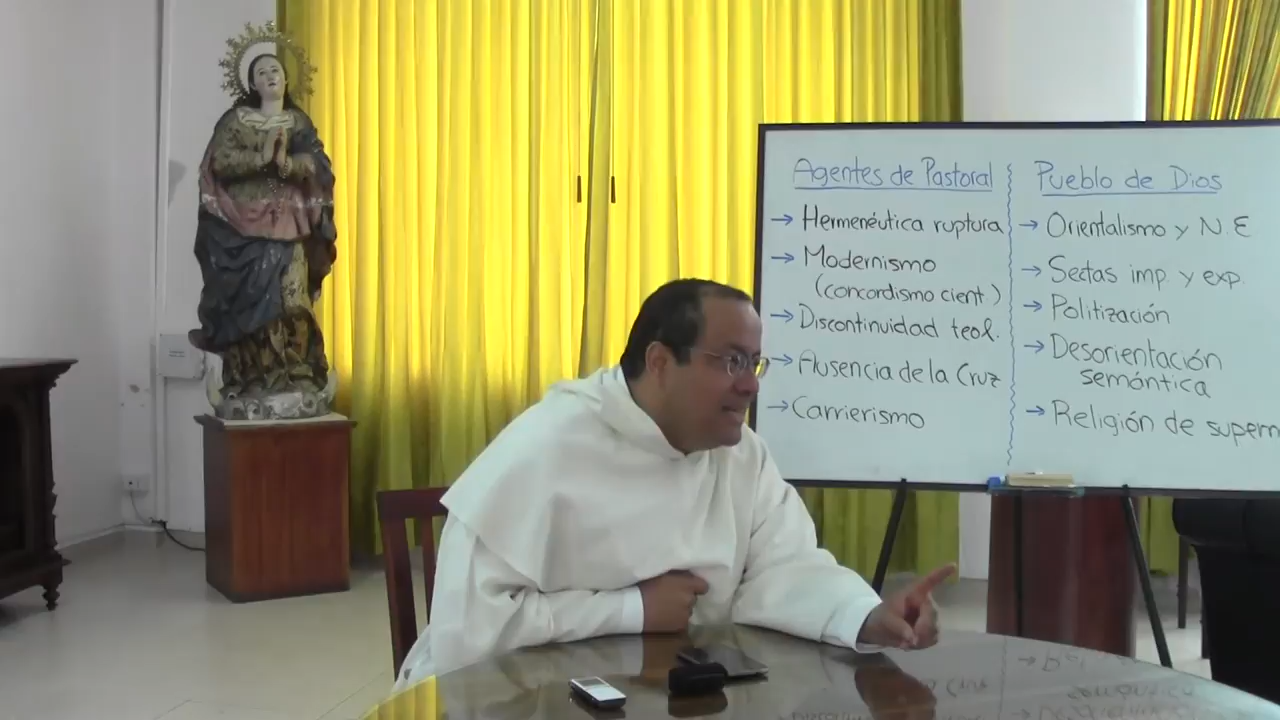 Agentes de Pastoral
→ Hermenéutica ruptura
→ Modernismo
(concordismo cient.)
→ Discontinuidad teol.
→ Ausencia de la Cruz
→ Carrierismo
Pueblo de Dios
→ Orientalismo y N.E
→ Sectas imp. y exp.
→ Politización
→ Desorientación
semántica
→ Religión de superm